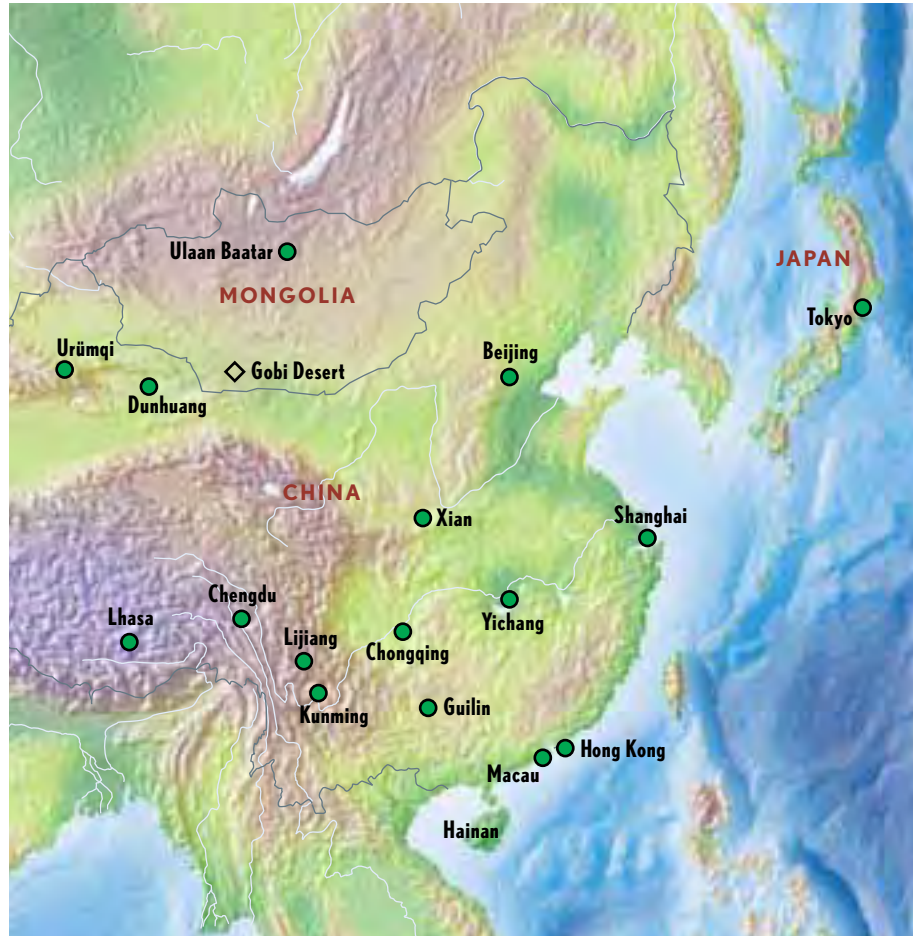 Ulaan Baatar
JAPAN
MONGOLIA
Tokyo
Urümqi
Beijing
Gobi Desert
Dunhuang
CHINA
Xian
Shanghai
Chengdu
Lhasa
Yichang
Lijiang
Chongqing
Kunming
Guilin
Hong Kong
Macau
Hainan